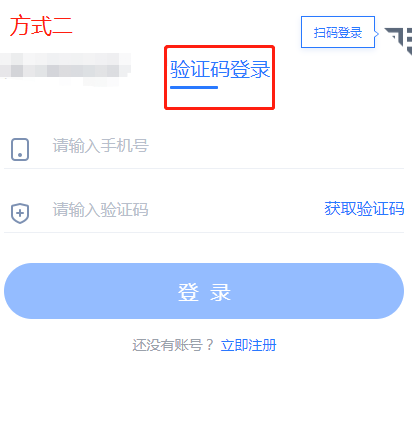 方式二
扫码登录
验证码登录
请输入手机号
请输入验证码 获取验证码
登 录
还没有账号？ 立即注册